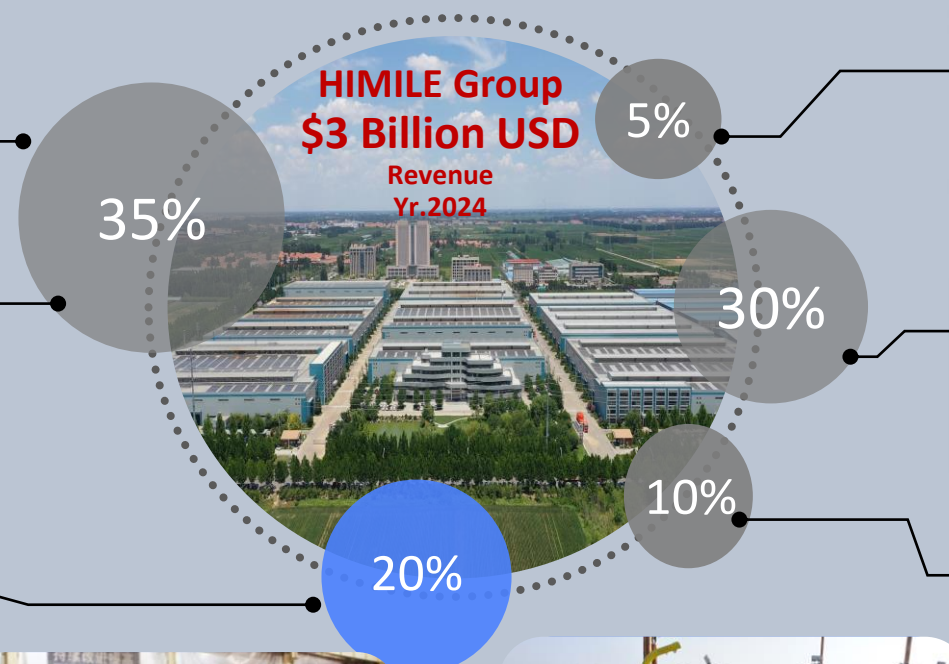 HIMILE Group
$3 Billion USD
Revenue
Yr.2024
5%
35%
30%
10%
20%